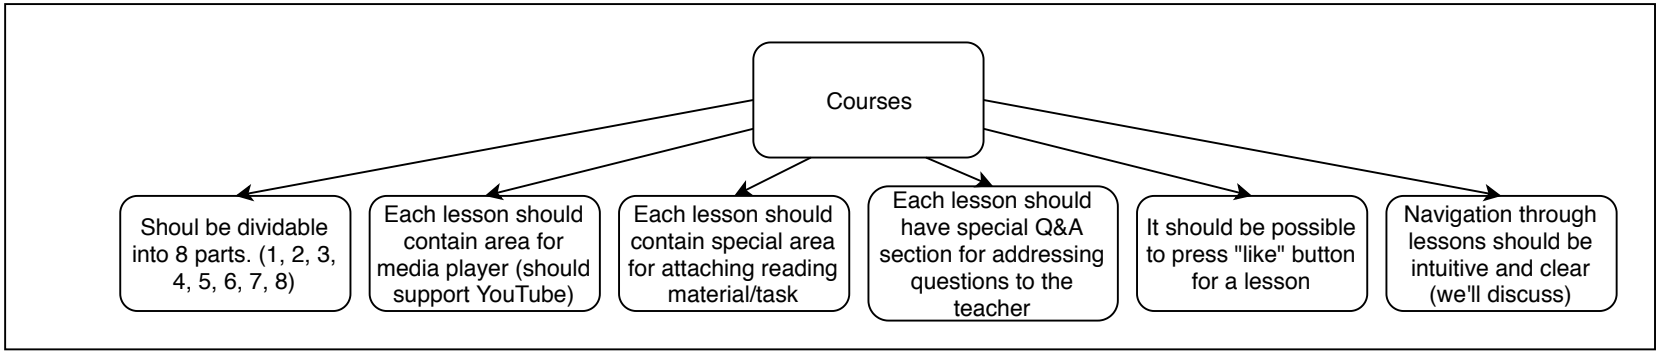 Courses
Shoul be dividable
into 8 parts. (1, 2, 3,
4, 5, 6, 7, 8)
Each lesson should
contain area for
media player (should
support YouTube)
Each lesson should
contain special area
for attaching reading
material/task
Each lesson should
have special Q&A
section for addressing
questions to the
teacher
It should be possible
to press "like" button
for a lesson
Navigation through
lessons should be
intuitive and clear
(we'll discuss)